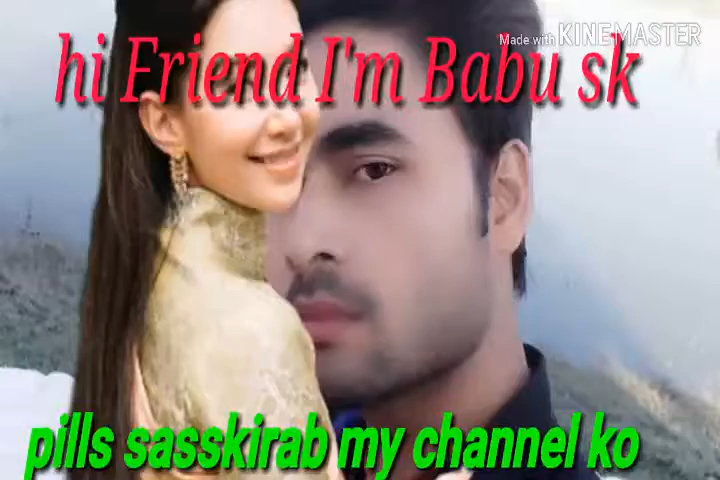 Made with KINEMASTER
hi Friend I'm Babu sk
pills sasskirab my channel ko